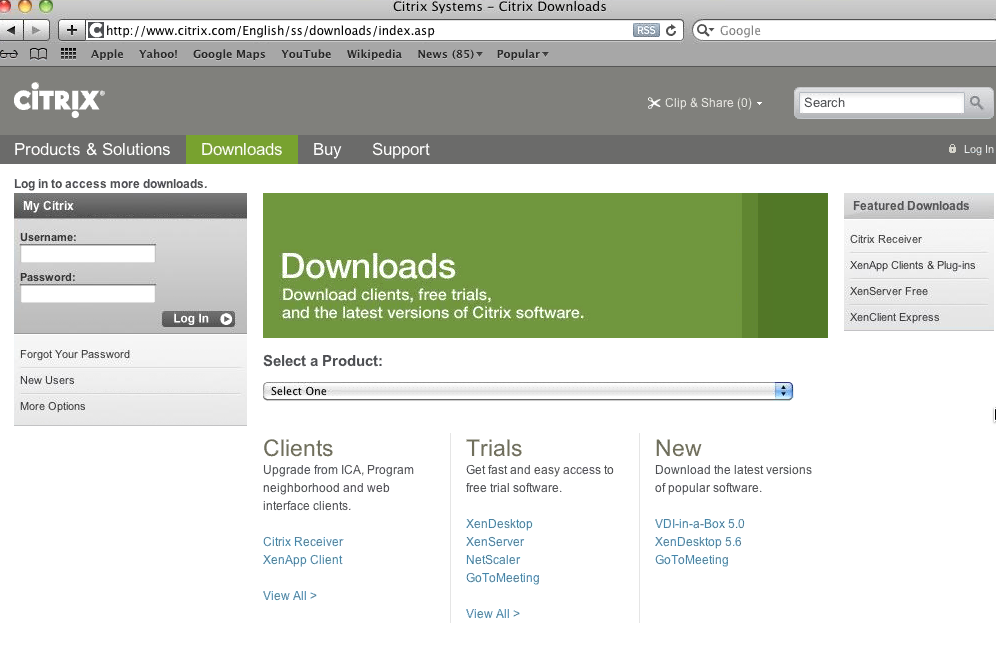 Citrix Systems – Citrix Downloads
http://www.citrix.com/English/ss/downloads/index.asp
RSS
Google
Apple Yahoo! Google Maps YouTube Wikipedia News (85) Popular
CITRIX®
Clip & Share (0)
Search
Products & Solutions Downloads Buy Support
Log In
Log in to access more downloads.
My Citrix
Username:
Password:
Log In
Forgot Your Password
New Users
More Options
Downloads
Download clients, free trials,
and the latest versions of Citrix software.
Select a Product:
Select One
Clients
Upgrade from ICA, Program
neighborhood and web
interface clients.
Citrix Receiver
XenApp Client
View All >
Trials
Get fast and easy access to
free trial software.
XenDesktop
XenServer
NetScaler
GoToMeeting
View All >
New
Download the latest versions
of popular software.
VDI-in-a-Box 5.0
XenDesktop 5.6
GoToMeeting
Featured Downloads
Citrix Receiver
XenApp Clients & Plug-ins
XenServer Free
XenClient Express